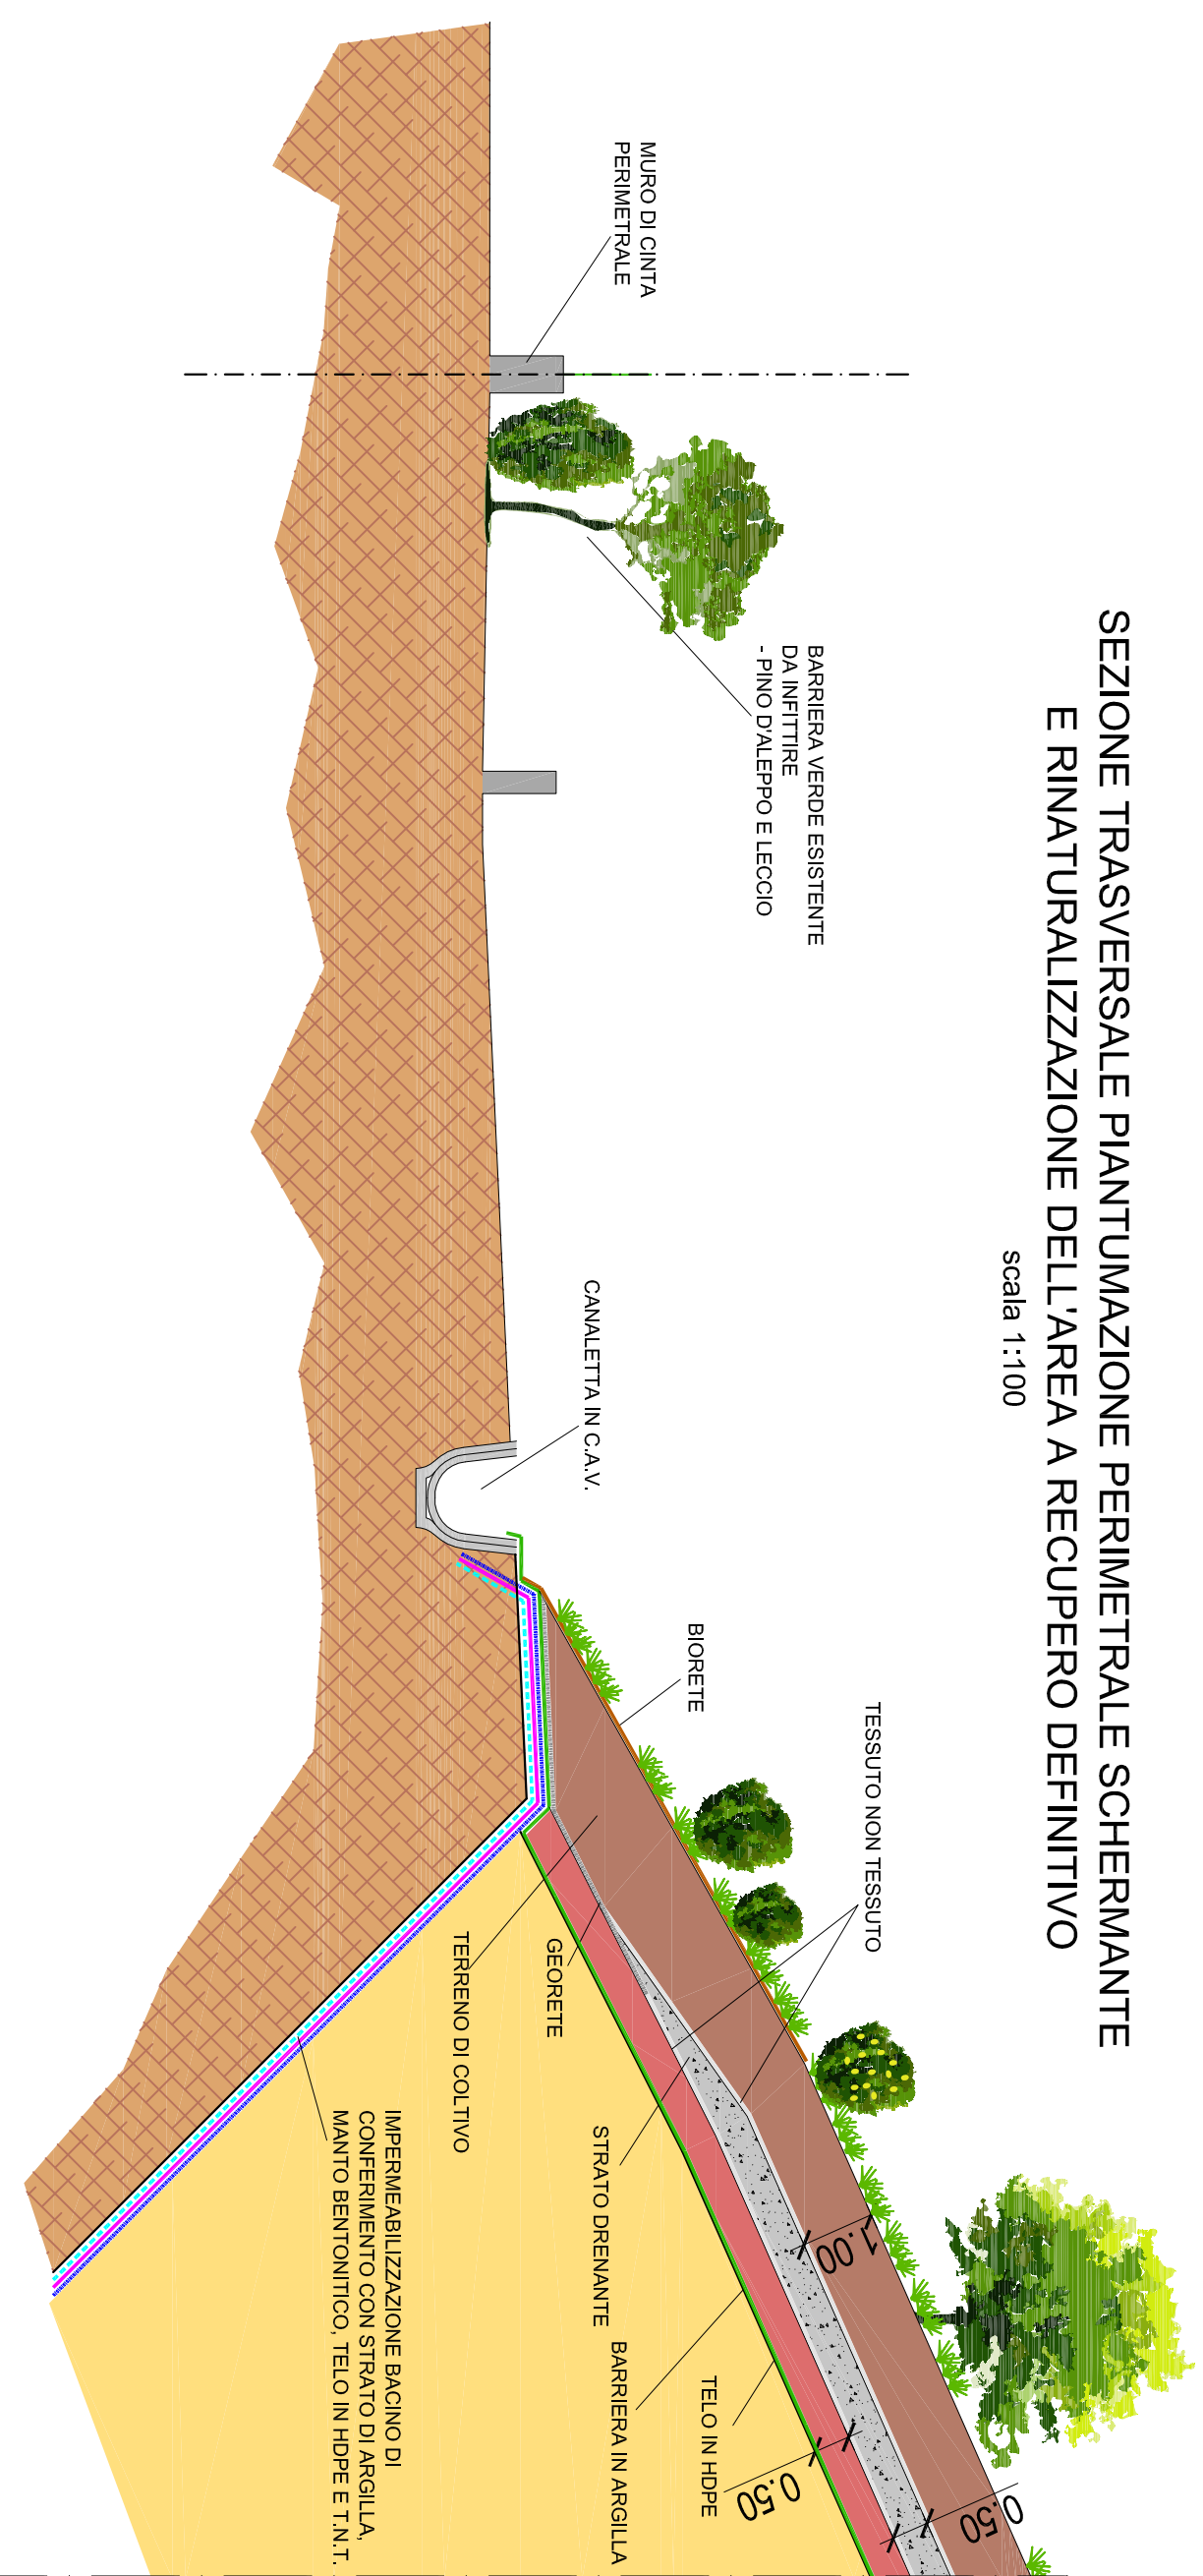 SEZIONE TRASVERSALE PIANTUMAZIONE PERIMETRALE SCHERMANTE
E RINATURALIZZAZIONE DELL'AREA A RECUPERO DEFINITIVO
scala 1:100
MURO DI CINTA
PERIMETRALE
BARRIERA VERDE ESISTENTE
DA INFITTIRE
- PINO D'ALEPPO E LECCIO
CANALETTA IN C.A.V.
BIORETE
TESSUTO NON TESSUTO
TERRENO DI COLTIVO
GEORETE
STRATO DRENANTE
BARRIERA IN ARGILLA
TELO IN HDPE
1.00
0.50
0.50
IMPERMEABILIZZAZIONE BACINO DI
CONFERIMENTO CON STRATO DI ARGILLA,
MANTO BENTONITICO, TELO IN HDPE E T.N.T.